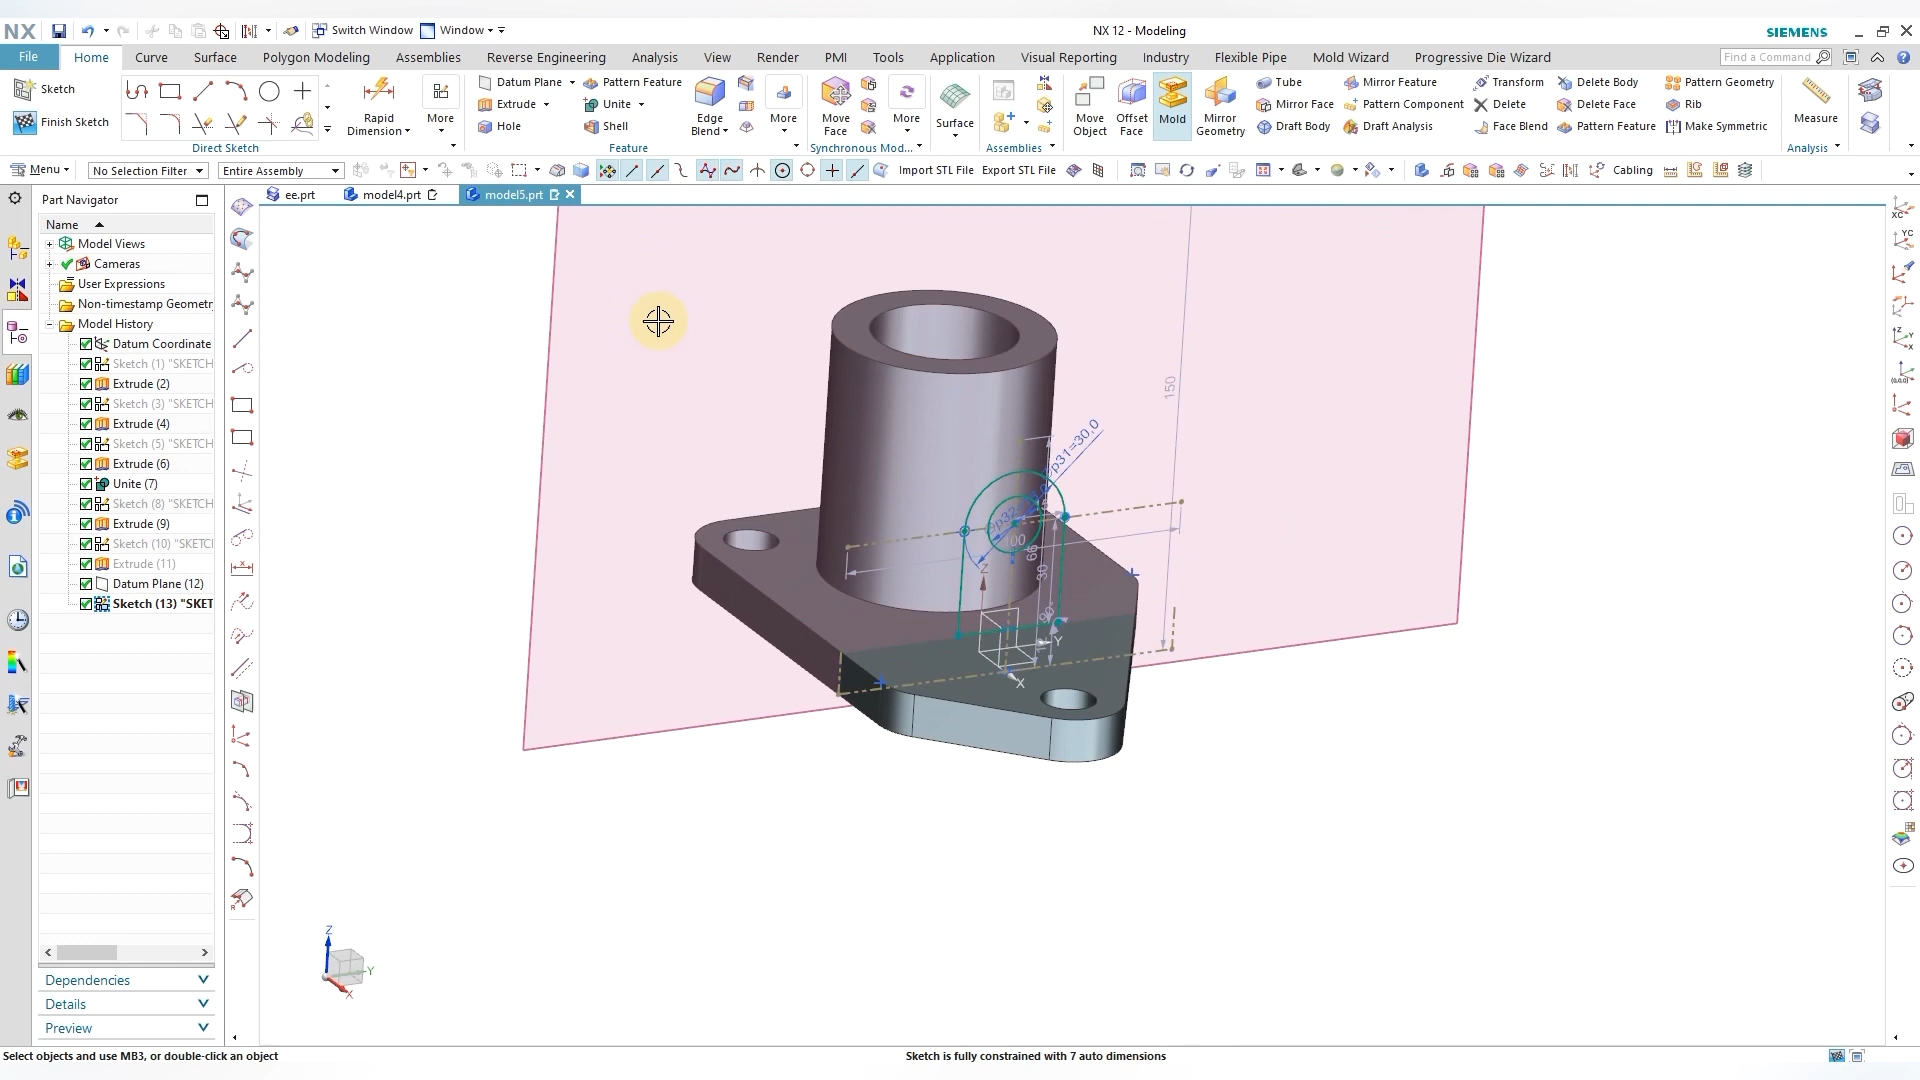 NX
Switch Window
Window
NX 12 - Modeling
SIEMENS
File
Home
Curve
Surface
Polygon Modeling
Assemblies
Reverse Engineering
Analysis
View
Render
PMI
Tools
Application
Visual Reporting
Industry
Flexible Pipe
Mold Wizard
Progressive Die Wizard
Find a Command
Sketch
Finish Sketch
Direct Sketch
Rapid
Dimension
More
Datum Plane
Extrude
Hole
Pattern Feature
Unite
Shell
Edge
Blend
More
Feature
Move
Face
More
Synchronous Mod...
Surface
Assemblies
Move
Object
Offset
Face
Mold
Mirror
Geometry
Tube
Mirror Face
Draft Body
Mirror Feature
Pattern Component
Draft Analysis
Transform
Delete
Face Blend
Delete Body
Delete Face
Pattern Feature
Pattern Geometry
Rib
Make Symmetric
Measure
Analysis
Menu
No Selection Filter
Entire Assembly
Import STL File
Export STL File
Cabling
Part Navigator
ee.prt
model4.prt
model5.prt
Name
Model Views
Cameras
User Expressions
Non-timestamp Geometr
Model History
Datum Coordinate
Sketch (1) "SKETCH
Extrude (2)
Sketch (3) "SKETCH
Extrude (4)
Sketch (5) "SKETCH
Extrude (6)
Unite (7)
Sketch (8) "SKETCH
Extrude (9)
Sketch (10) "SKETC
Extrude (11)
Datum Plane (12)
Sketch (13) "SKET
Dependencies
Details
Preview
150
p31=30,0
66
30
90°
Z
Y
X
Z
Y
X
XC
YC
Select objects and use MB3, or double-click an object
Sketch is fully constrained with 7 auto dimensions